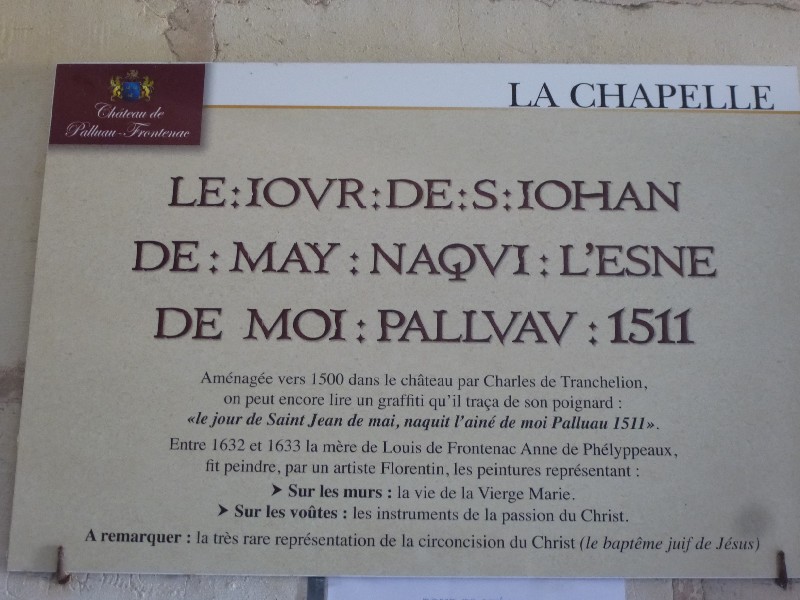 Château de
Palluau-Frontenac
LA CHAPELLE
LE:IOVR:DE:S:IOHAN
DE:MAY:NAQVI:L'ESNE
DE MOI:PALLVAV:1511
Aménagée vers 1500 dans le château par Charles de Tranchelion,
on peut encore lire un graffiti qu'il traça de son poignard :
«le jour de Saint Jean de mai, naquit l'ainé de moi Palluau 1511».
Entre 1632 et 1633 la mère de Louis de Frontenac Anne de Phélyppeaux,
fit peindre, par un artiste Florentin, les peintures représentant :
➤ Sur les murs : la vie de la Vierge Marie.
➤ Sur les voûtes : les instruments de la passion du Christ.
A remarquer : la très rare représentation de la circoncision du Christ (le baptême juif de Jésus)